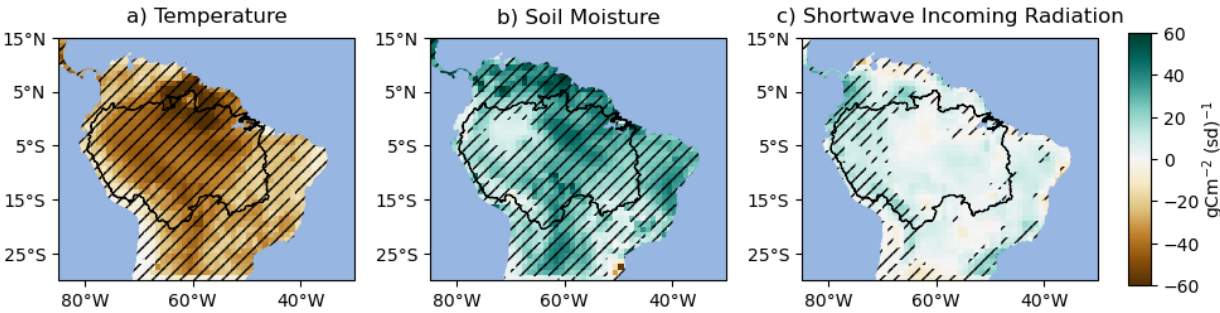 a) Temperature
b) Soil Moisture
c) Shortwave Incoming Radiation
15°N
5°N
5°S
15°S
25°S
80°W
60°W
40°W
15°N
5°N
5°S
15°S
25°S
80°W
60°W
40°W
15°N
5°N
5°S
15°S
25°S
80°W
60°W
40°W
60
40
20
0
−20
−40
−60
gCm⁻² (sd)⁻¹